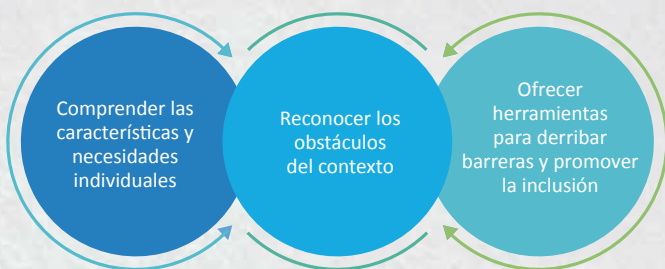 Comprender las
características y
necesidades
individuales
Reconocer los
obstáculos
del contexto
Ofrecer
herramientas
para derribar
barreras y promover
la inclusión